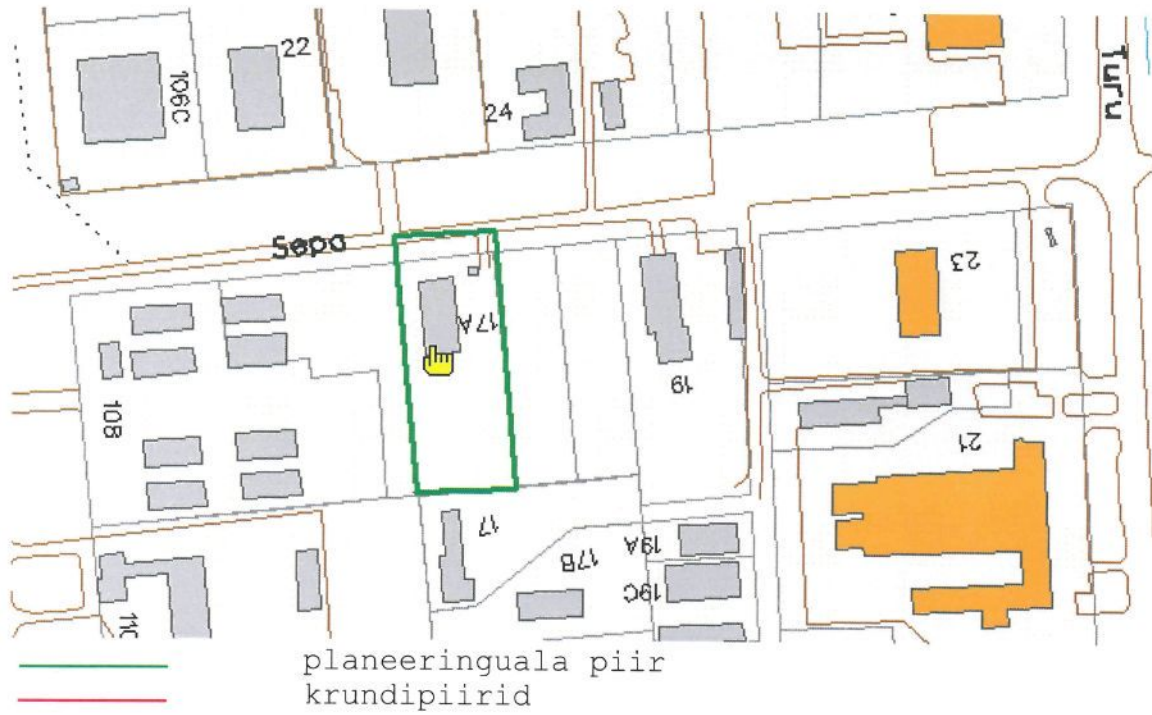 106C
22
24
Turu
Sepa
17A
23
19
108
21
17
17B
19A
19C
110
planeeringuala piir
krundipiirid